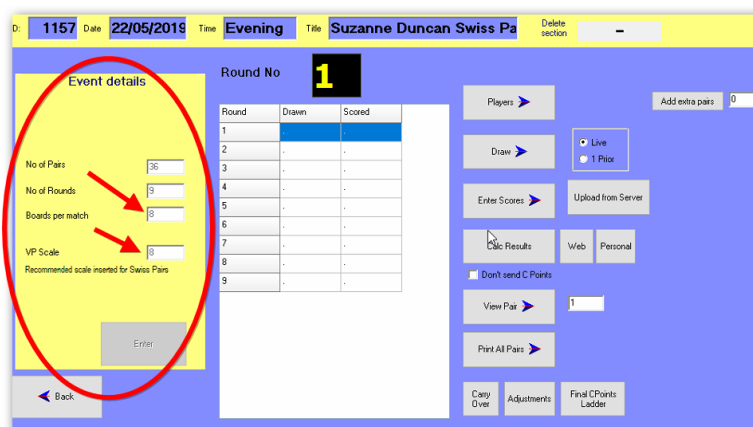 D: 1157 Date 22/05/2019 Time Evening Title Suzanne Duncan Swiss Pa Delete section -
Event details
No of Pairs 36
No of Rounds 9
Boards per match 8
VP Scale 8
Recommended scale inserted for Swiss Pairs
Enter
Back
Round No 1
Round Drawn Scored
1 . .
2 . .
3 . .
4 . .
5 . .
6 . .
7 . .
8 . .
9 . .
Players
Add extra pairs 0
Draw
Live
1 Prior
Enter Scores
Upload from Server
Calc Results
Web
Personal
Don't send C Points
View Pair 1
Print All Pairs
Carry Over
Adjustments
Final CPoints Ladder